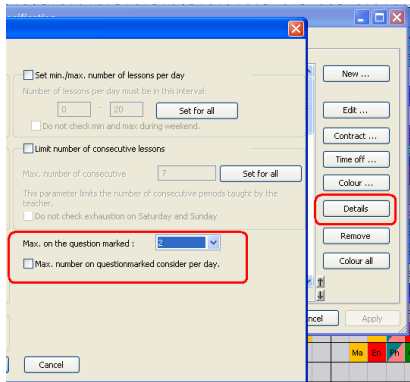 Set min./max. number of lessons per day
New ...
Number of lessons per day must be in this interval:
0 - 20 Set for all
Edit ...
Do not check min and max during weekend.
Contract ...
Limit number of consecutive lessons
Time off ...
Max. number of consecutive 7 Set for all
Colour ...
This parameter limits the number of consecutive periods taught by the
teacher.
Details
Do not check exhaustion on Saturday and Sunday
Remove
Max. on the question marked : 2
Max. number on questionmarked consider per day.
Colour all
ncel Apply
Ma En Ph
Cancel